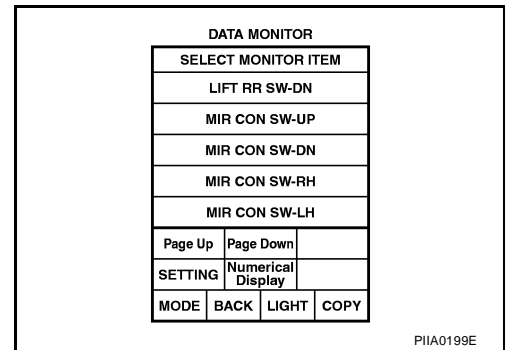 DATA MONITOR
SELECT MONITOR ITEM
LIFT RR SW-DN
MIR CON SW-UP
MIR CON SW-DN
MIR CON SW-RH
MIR CON SW-LH
Page Up Page Down
SETTING Numerical Display
MODE BACK LIGHT COPY
PIIA0199E